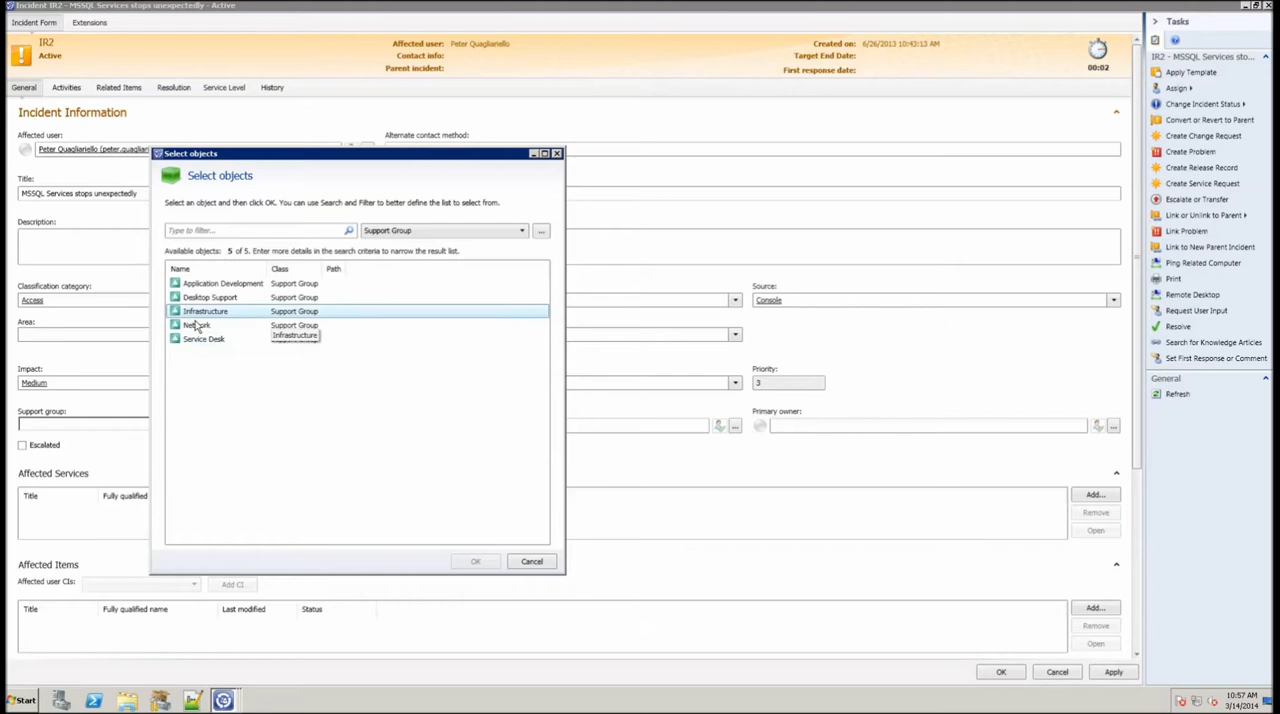 Incident IR2 - MSSQL Services stops unexpectedly - Active
Incident Form Extensions
IR2
Active
Affected user: Peter Quagliariello
Contact info:
Parent incident:
Created on: 6/26/2013 10:43:13 AM
Target End Date:
First response date:
00:02
General Activities Related Items Resolution Service Level History
Incident Information
Affected user:
Peter Quagliariello (peter.quagliari
Alternate contact method:
Title:
MSSQL Services stops unexpectedly
Description:
Classification category:
Access
Source:
Console
Area:
Impact:
Medium
Priority:
3
Support group:
Primary owner:
...
...
Escalated
Affected Services
Title Fully qualified
Add...
Remove
Open
Affected Items
Affected user CIs:
Add CI
Title Fully qualified name Last modified Status
Add...
Remove
Open
OK Cancel Apply
Select objects
Select objects
Select an object and then click OK. You can use Search and Filter to better define the list to select from.
Type to filter...
Support Group
...
Available objects: 5 of 5. Enter more details in the search criteria to narrow the result list.
Name Class Path
Application Development Support Group
Desktop Support Support Group
Infrastructure Support Group
Network Support Group
Infrastructure
Service Desk
OK Cancel
Tasks
IR2 - MSSQL Services sto...
Apply Template
Assign
Change Incident Status
Convert or Revert to Parent
Create Change Request
Create Problem
Create Release Record
Create Service Request
Escalate or Transfer
Link or Unlink to Parent
Link Problem
Link to New Parent Incident
Ping Related Computer
Print
Remote Desktop
Request User Input
Resolve
Search for Knowledge Articles
Set First Response or Comment
General
Refresh
Start
10:57 AM
3/14/2014